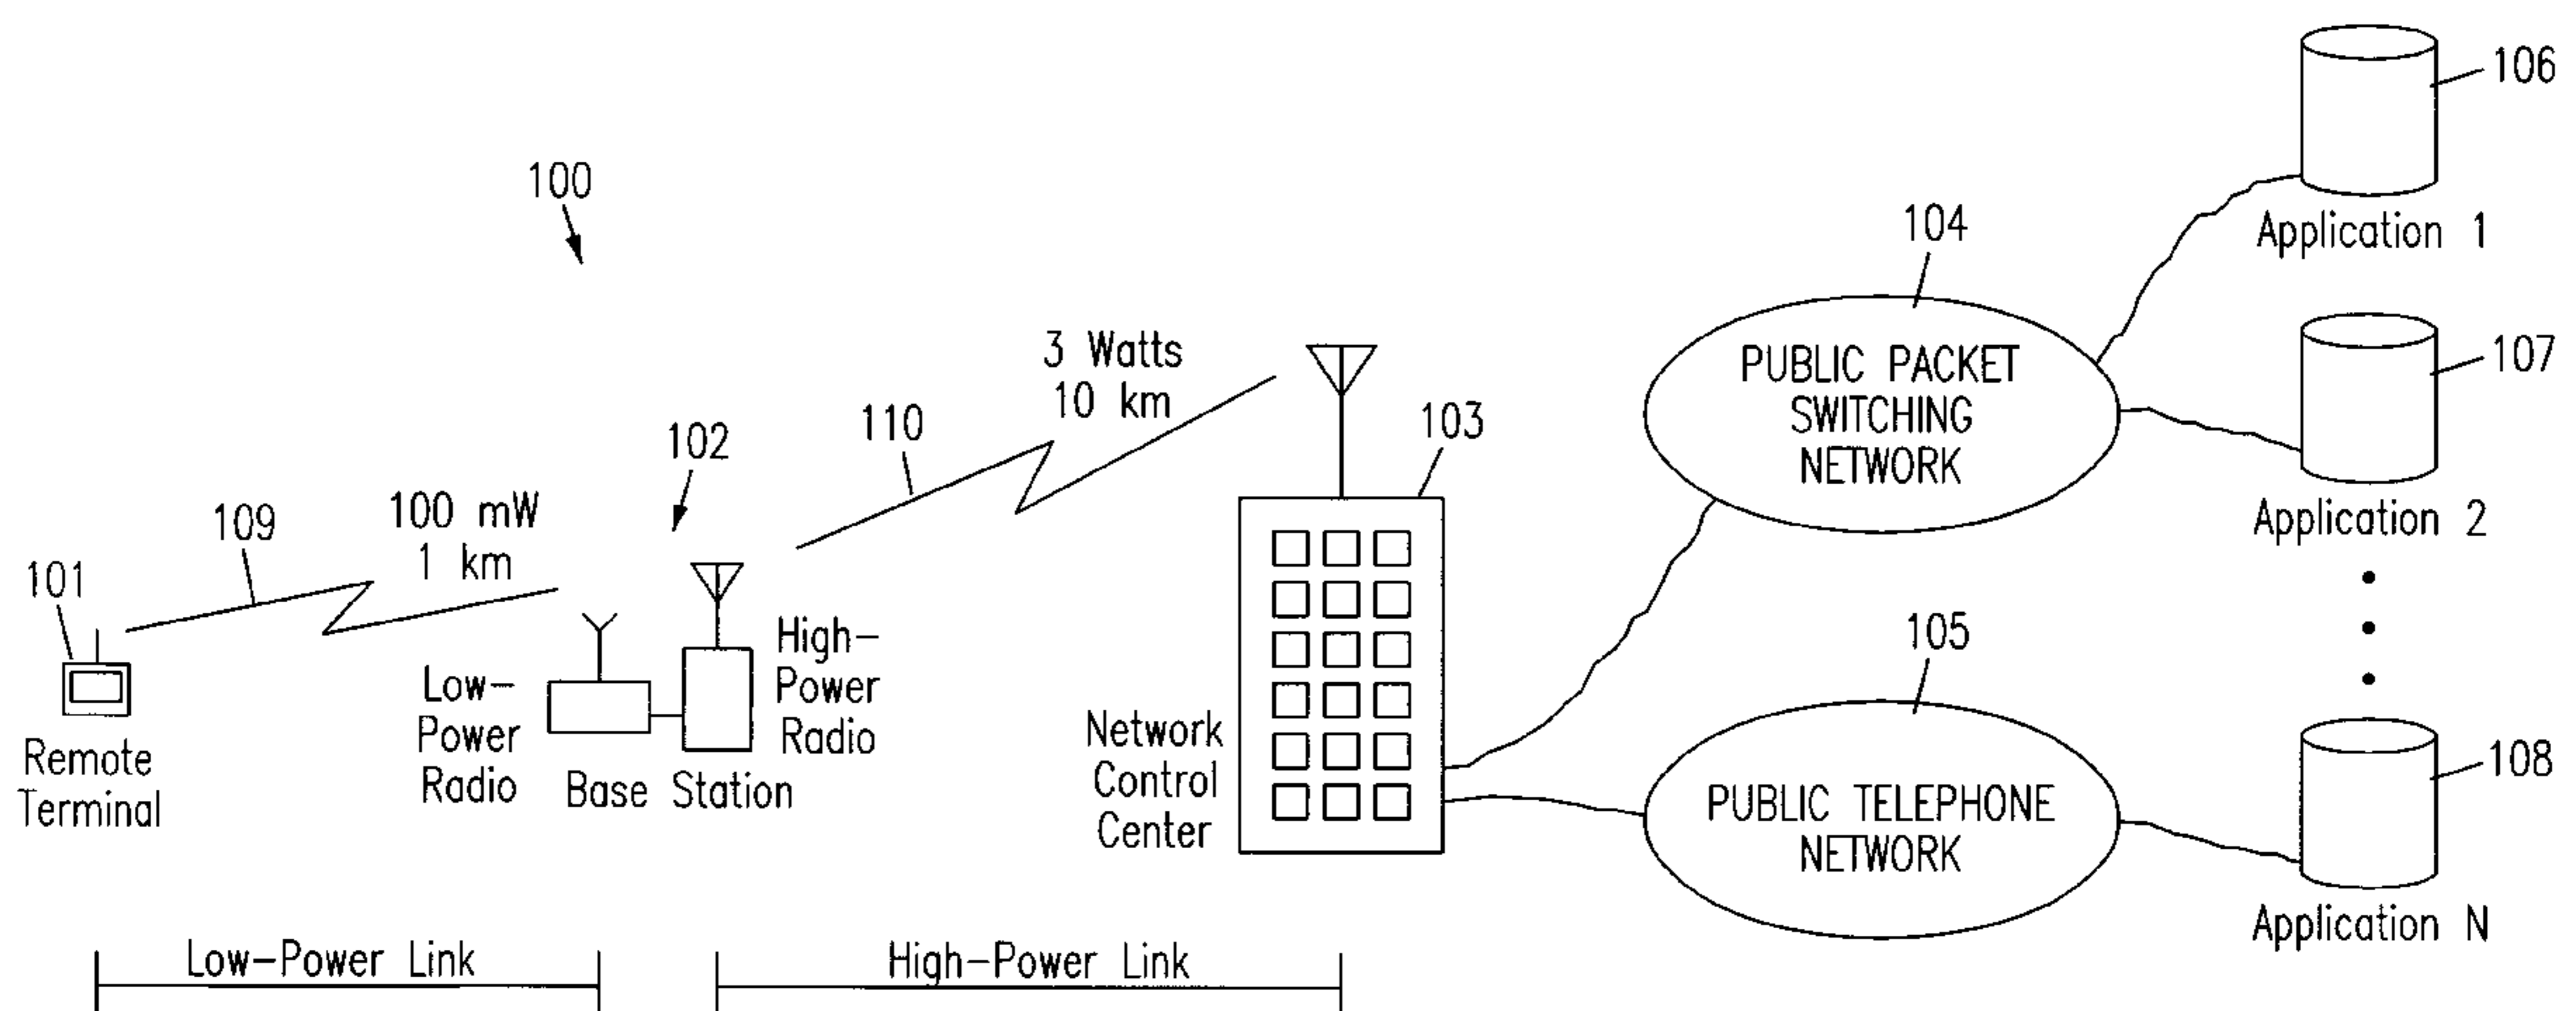 100
101
Remote
Terminal
109
100 mW
1 km
102
Low-
Power
Radio
High-
Power
Radio
Base Station
110
3 Watts
10 km
103
Network
Control
Center
104
PUBLIC PACKET
SWITCHING
NETWORK
105
PUBLIC TELEPHONE
NETWORK
106
Application 1
107
Application 2
108
Application N
Low-Power Link
High-Power Link